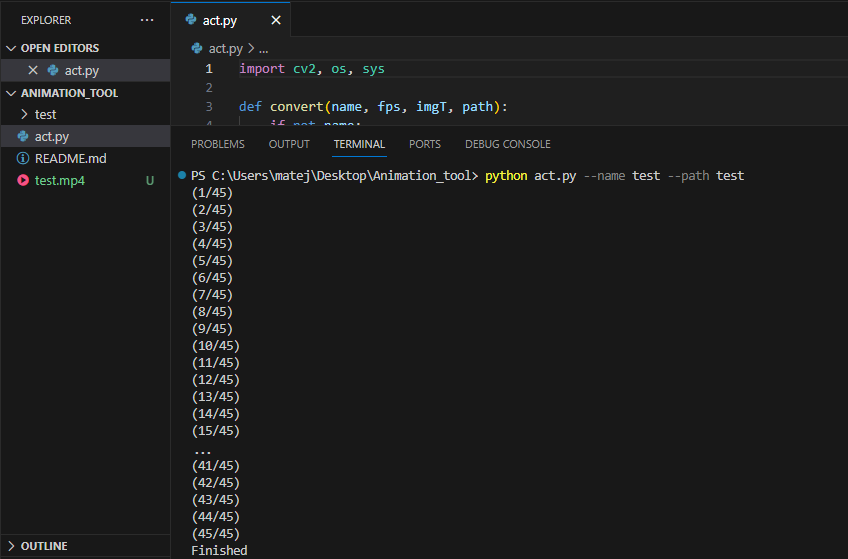 EXPLORER
...
OPEN EDITORS
act.py
ANIMATION_TOOL
test
act.py
README.md
test.mp4 U
OUTLINE
act.py
act.py > ...
1 import cv2, os, sys
2
3 def convert(name, fps, imgT, path):
4 if not name:
PROBLEMS OUTPUT TERMINAL PORTS DEBUG CONSOLE
PS C:\Users\matej\Desktop\Animation_tool> python act.py --name test --path test
(1/45)
(2/45)
(3/45)
(4/45)
(5/45)
(6/45)
(7/45)
(8/45)
(9/45)
(10/45)
(11/45)
(12/45)
(13/45)
(14/45)
(15/45)
...
(41/45)
(42/45)
(43/45)
(44/45)
(45/45)
Finished